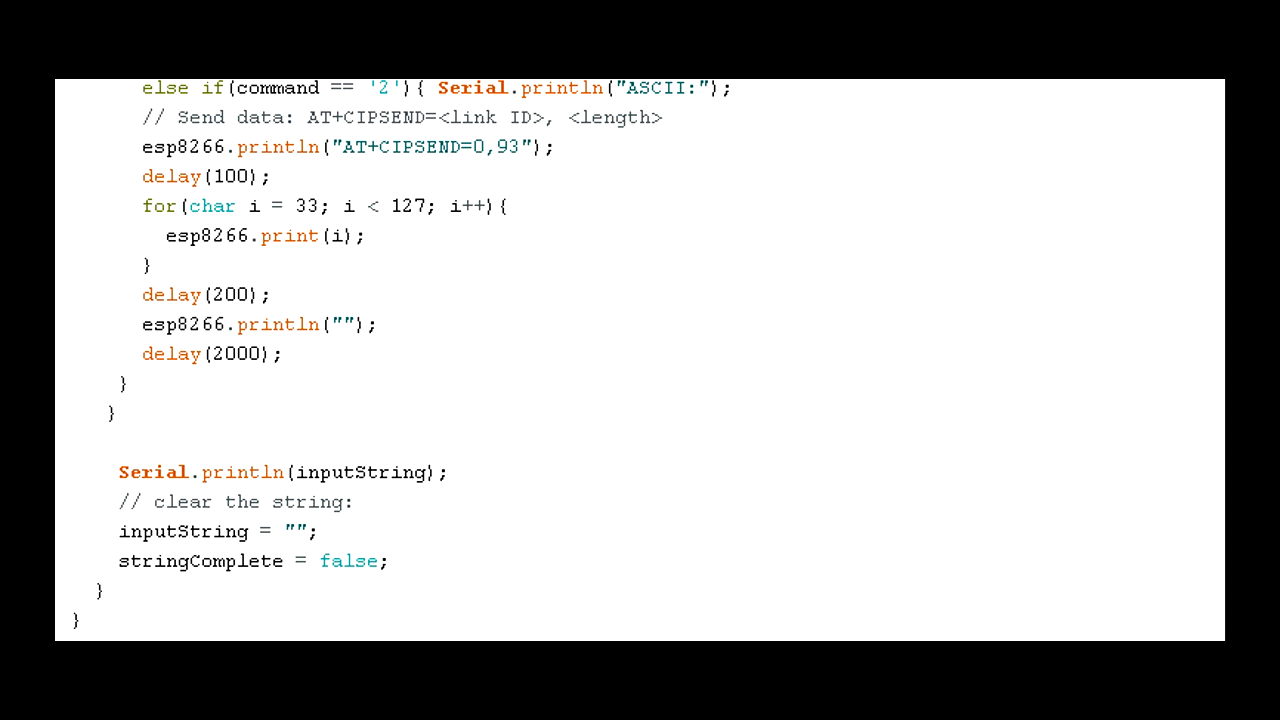 else if(command == '2'){ Serial.println("ASCII:");
// Send data: AT+CIPSEND=<link ID>, <length>
esp8266.println("AT+CIPSEND=0,93");
delay(100);
for(char i = 33; i < 127; i++){
esp8266.print(i);
}
delay(200);
esp8266.println("");
delay(2000);
}
}
Serial.println(inputString);
// clear the string:
inputString = "";
stringComplete = false;
}
}